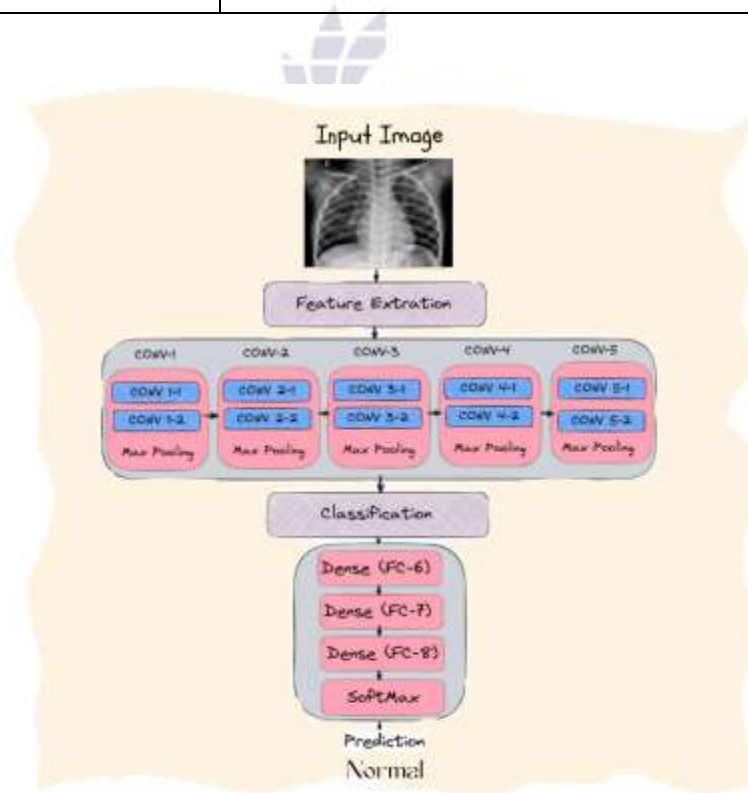 Input Image
Feature Extration
CONV-1 CONV-2 CONV-3 CONV-4 CONV-5
CONV 1-1 CONV 2-1 CONV 3-1 CONV 4-1 CONV 5-1
CONV 1-2 CONV 2-2 CONV 3-2 CONV 4-2 CONV 5-2
Max Pooling Max Pooling Max Pooling Max Pooling Max Pooling
Classification
Dense (FC-6)
Dense (FC-7)
Dense (FC-8)
SoftMax
Prediction
Normal